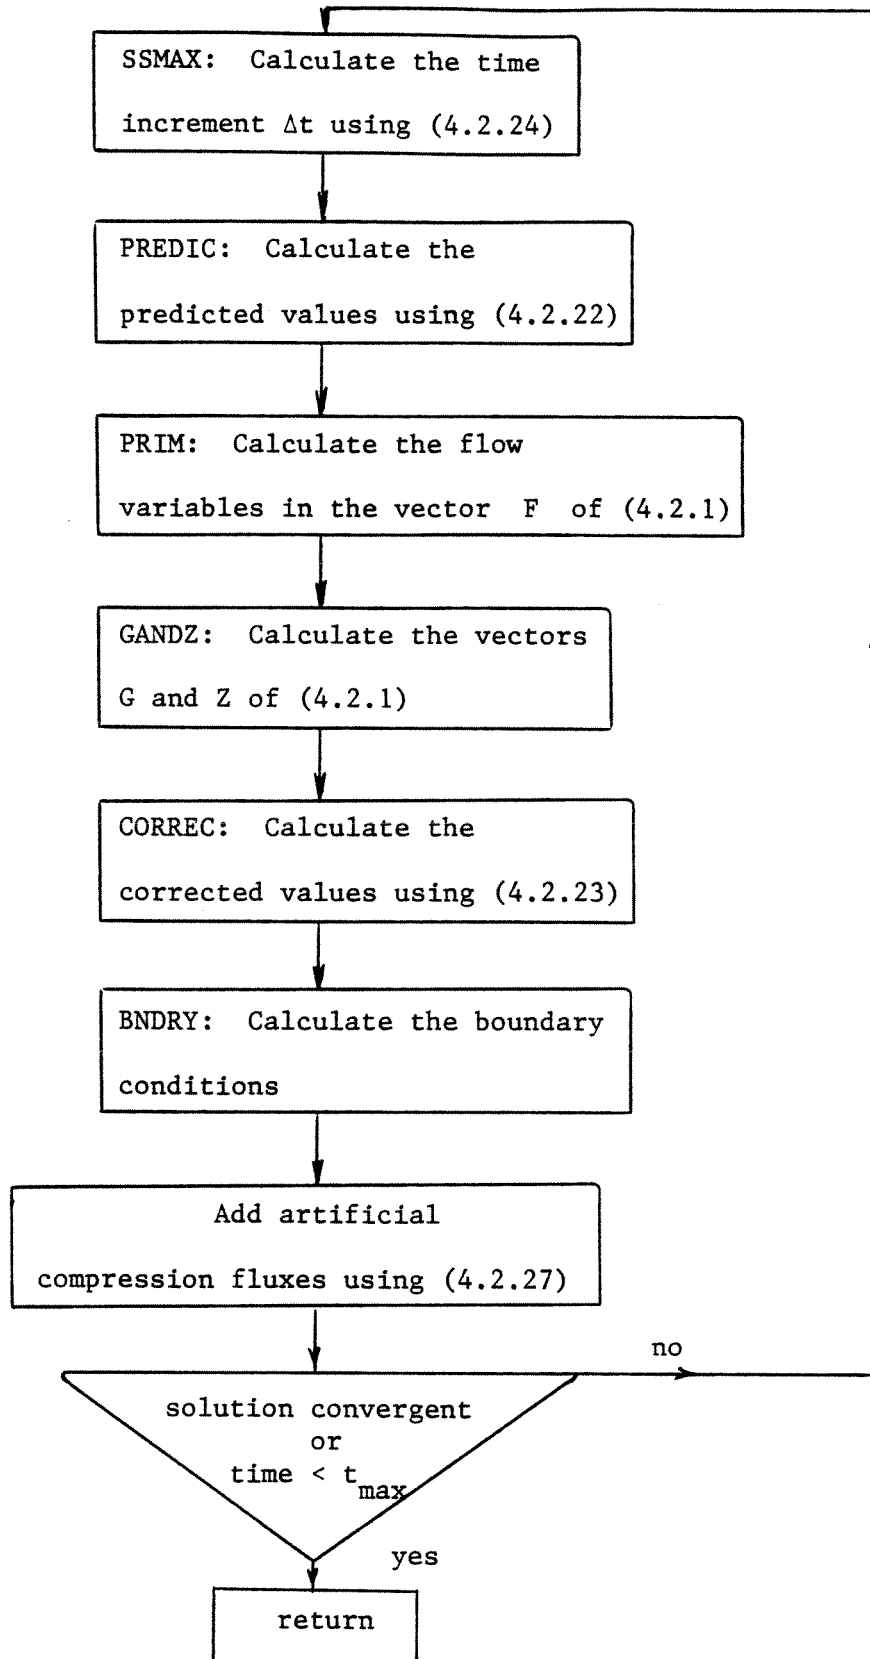 SSMAX: Calculate the time
increment Δt using (4.2.24)
PREDIC: Calculate the
predicted values using (4.2.22)
PRIM: Calculate the flow
variables in the vector F of (4.2.1)
GANDZ: Calculate the vectors
G and Z of (4.2.1)
CORREC: Calculate the
corrected values using (4.2.23)
BNDRY: Calculate the boundary
conditions
Add artificial
compression fluxes using (4.2.27)
no
solution convergent
or
time < t_max
yes
return